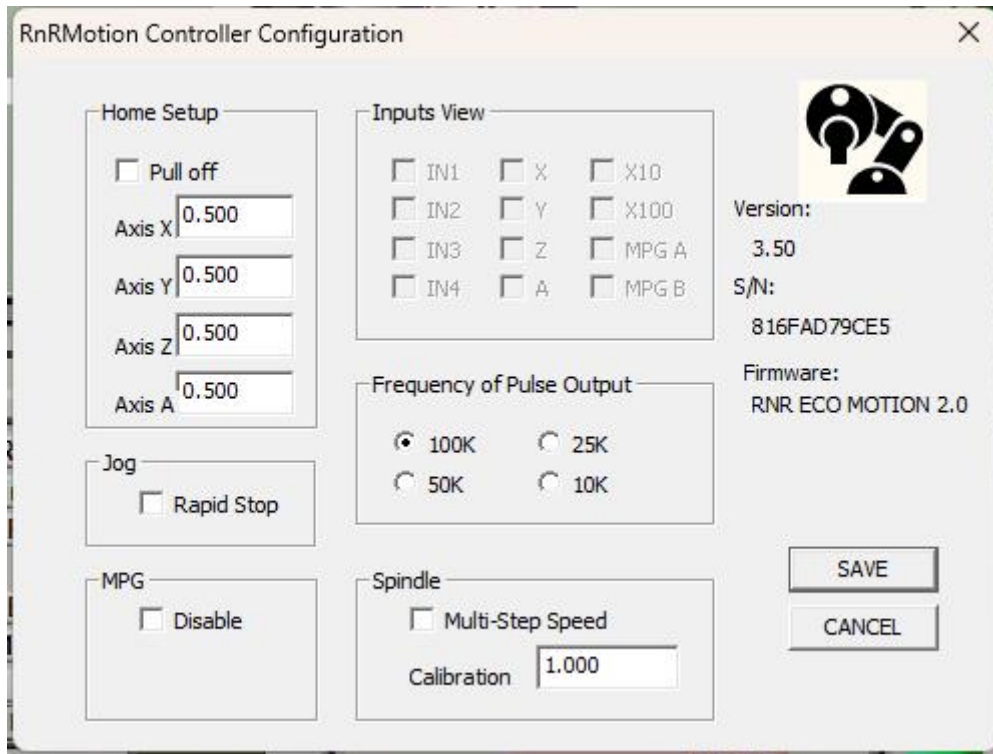 RnRMotion Controller Configuration
Home Setup
Pull off
Axis X 0.500
Axis Y 0.500
Axis Z 0.500
Axis A 0.500
Jog
Rapid Stop
MPG
Disable
Inputs View
IN1 X X10
IN2 Y X100
IN3 Z MPG A
IN4 A MPG B
Frequency of Pulse Output
100K 25K
50K 10K
Spindle
Multi-Step Speed
Calibration 1.000
Version:
3.50
S/N:
816FAD79CE5
Firmware:
RNR ECO MOTION 2.0
SAVE
CANCEL